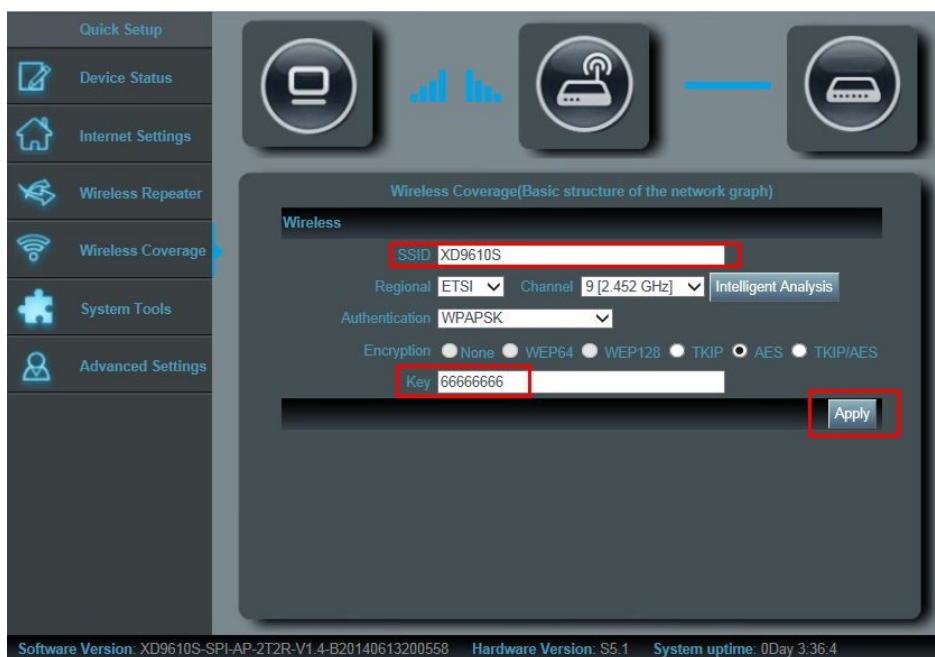 Quick Setup
Device Status
Internet Settings
Wireless Repeater
Wireless Coverage
System Tools
Advanced Settings
Wireless Coverage(Basic structure of the network graph)
Wireless
SSID XD9610S
Regional ETSI Channel 9 [2.452 GHz] Intelligent Analysis
Authentication WPAPSK
Encryption None WEP64 WEP128 TKIP AES TKIP/AES
Key 66666666
Apply
Software Version: XD9610S-SPI-AP-2T2R-V1.4-B20140613200558 Hardware Version: S5.1 System uptime: 0Day 3:36:4